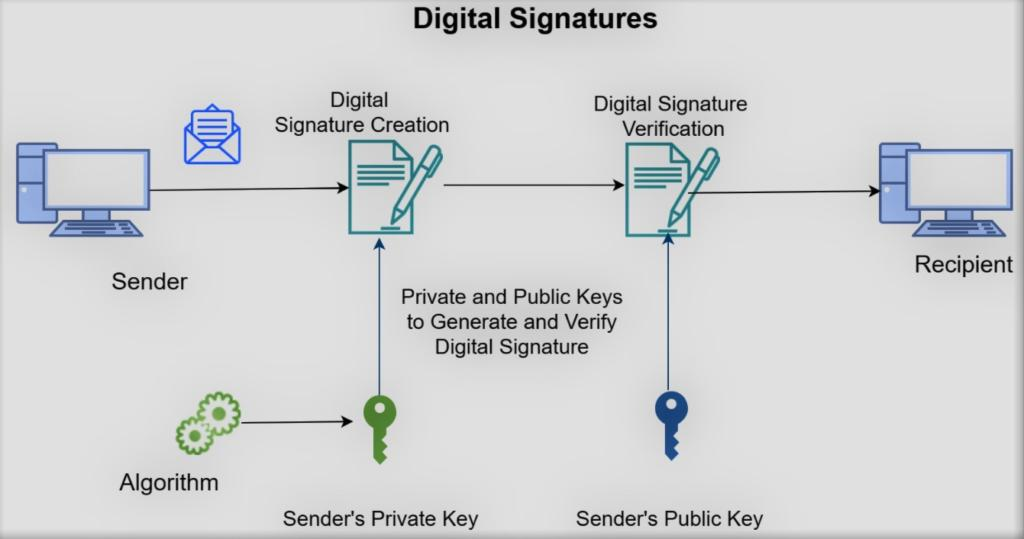 Digital Signatures
Digital
Signature Creation
Digital Signature
Verification
Sender
Recipient
Private and Public Keys
to Generate and Verify
Digital Signature
Algorithm
Sender's Private Key
Sender's Public Key